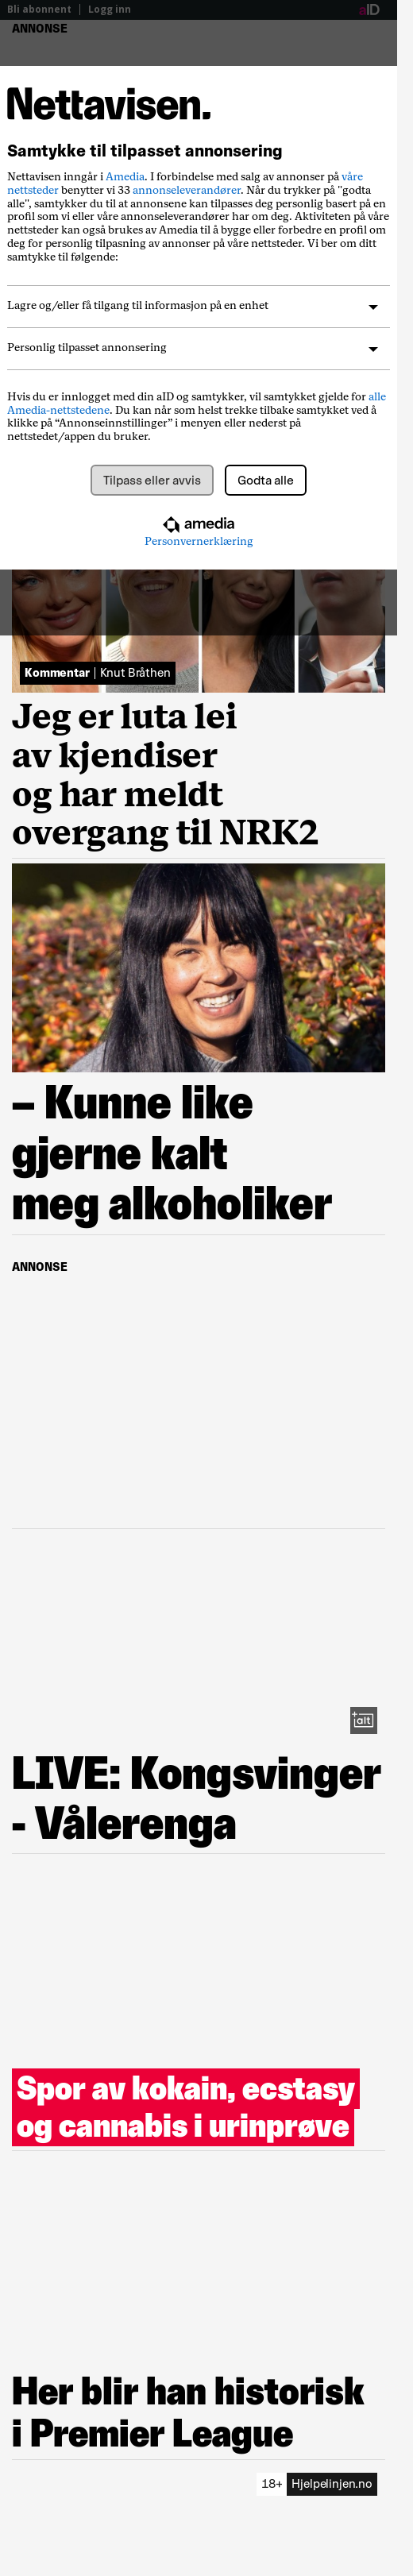 Bli abonnent | Logg inn aID
ANNONSE
Nettavisen.
Samtykke til tilpasset annonsering
Nettavisen inngår i Amedia. I forbindelse med salg av annonser på våre
nettsteder benytter vi 33 annonseleverandører. Når du trykker på "godta
alle", samtykker du til at annonsene kan tilpasses deg personlig basert på en
profil som vi eller våre annonseleverandører har om deg. Aktiviteten på våre
nettsteder kan også brukes av Amedia til å bygge eller forbedre en profil om
deg for personlig tilpasning av annonser på våre nettsteder. Vi ber om ditt
samtykke til følgende:
Lagre og/eller få tilgang til informasjon på en enhet
Personlig tilpasset annonsering
Hvis du er innlogget med din aID og samtykker, vil samtykket gjelde for alle
Amedia-nettstedene. Du kan når som helst trekke tilbake samtykket ved å
klikke på “Annonseinnstillinger” i menyen eller nederst på
nettstedet/appen du bruker.
Tilpass eller avvis Godta alle
amedia
Personvernerklæring
Kommentar | Knut Bråthen
Jeg er luta lei
av kjendiser
og har meldt
overgang til NRK2
– Kunne like
gjerne kalt
meg alkoholiker
ANNONSE
+alt
LIVE: Kongsvinger
- Vålerenga
Spor av kokain, ecstasy
og cannabis i urinprøve
Her blir han historisk
i Premier League
18+ Hjelpelinjen.no